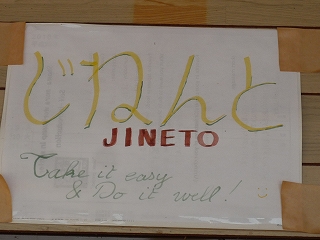 じねんと
JINETO
Take it easy
& Do it well!